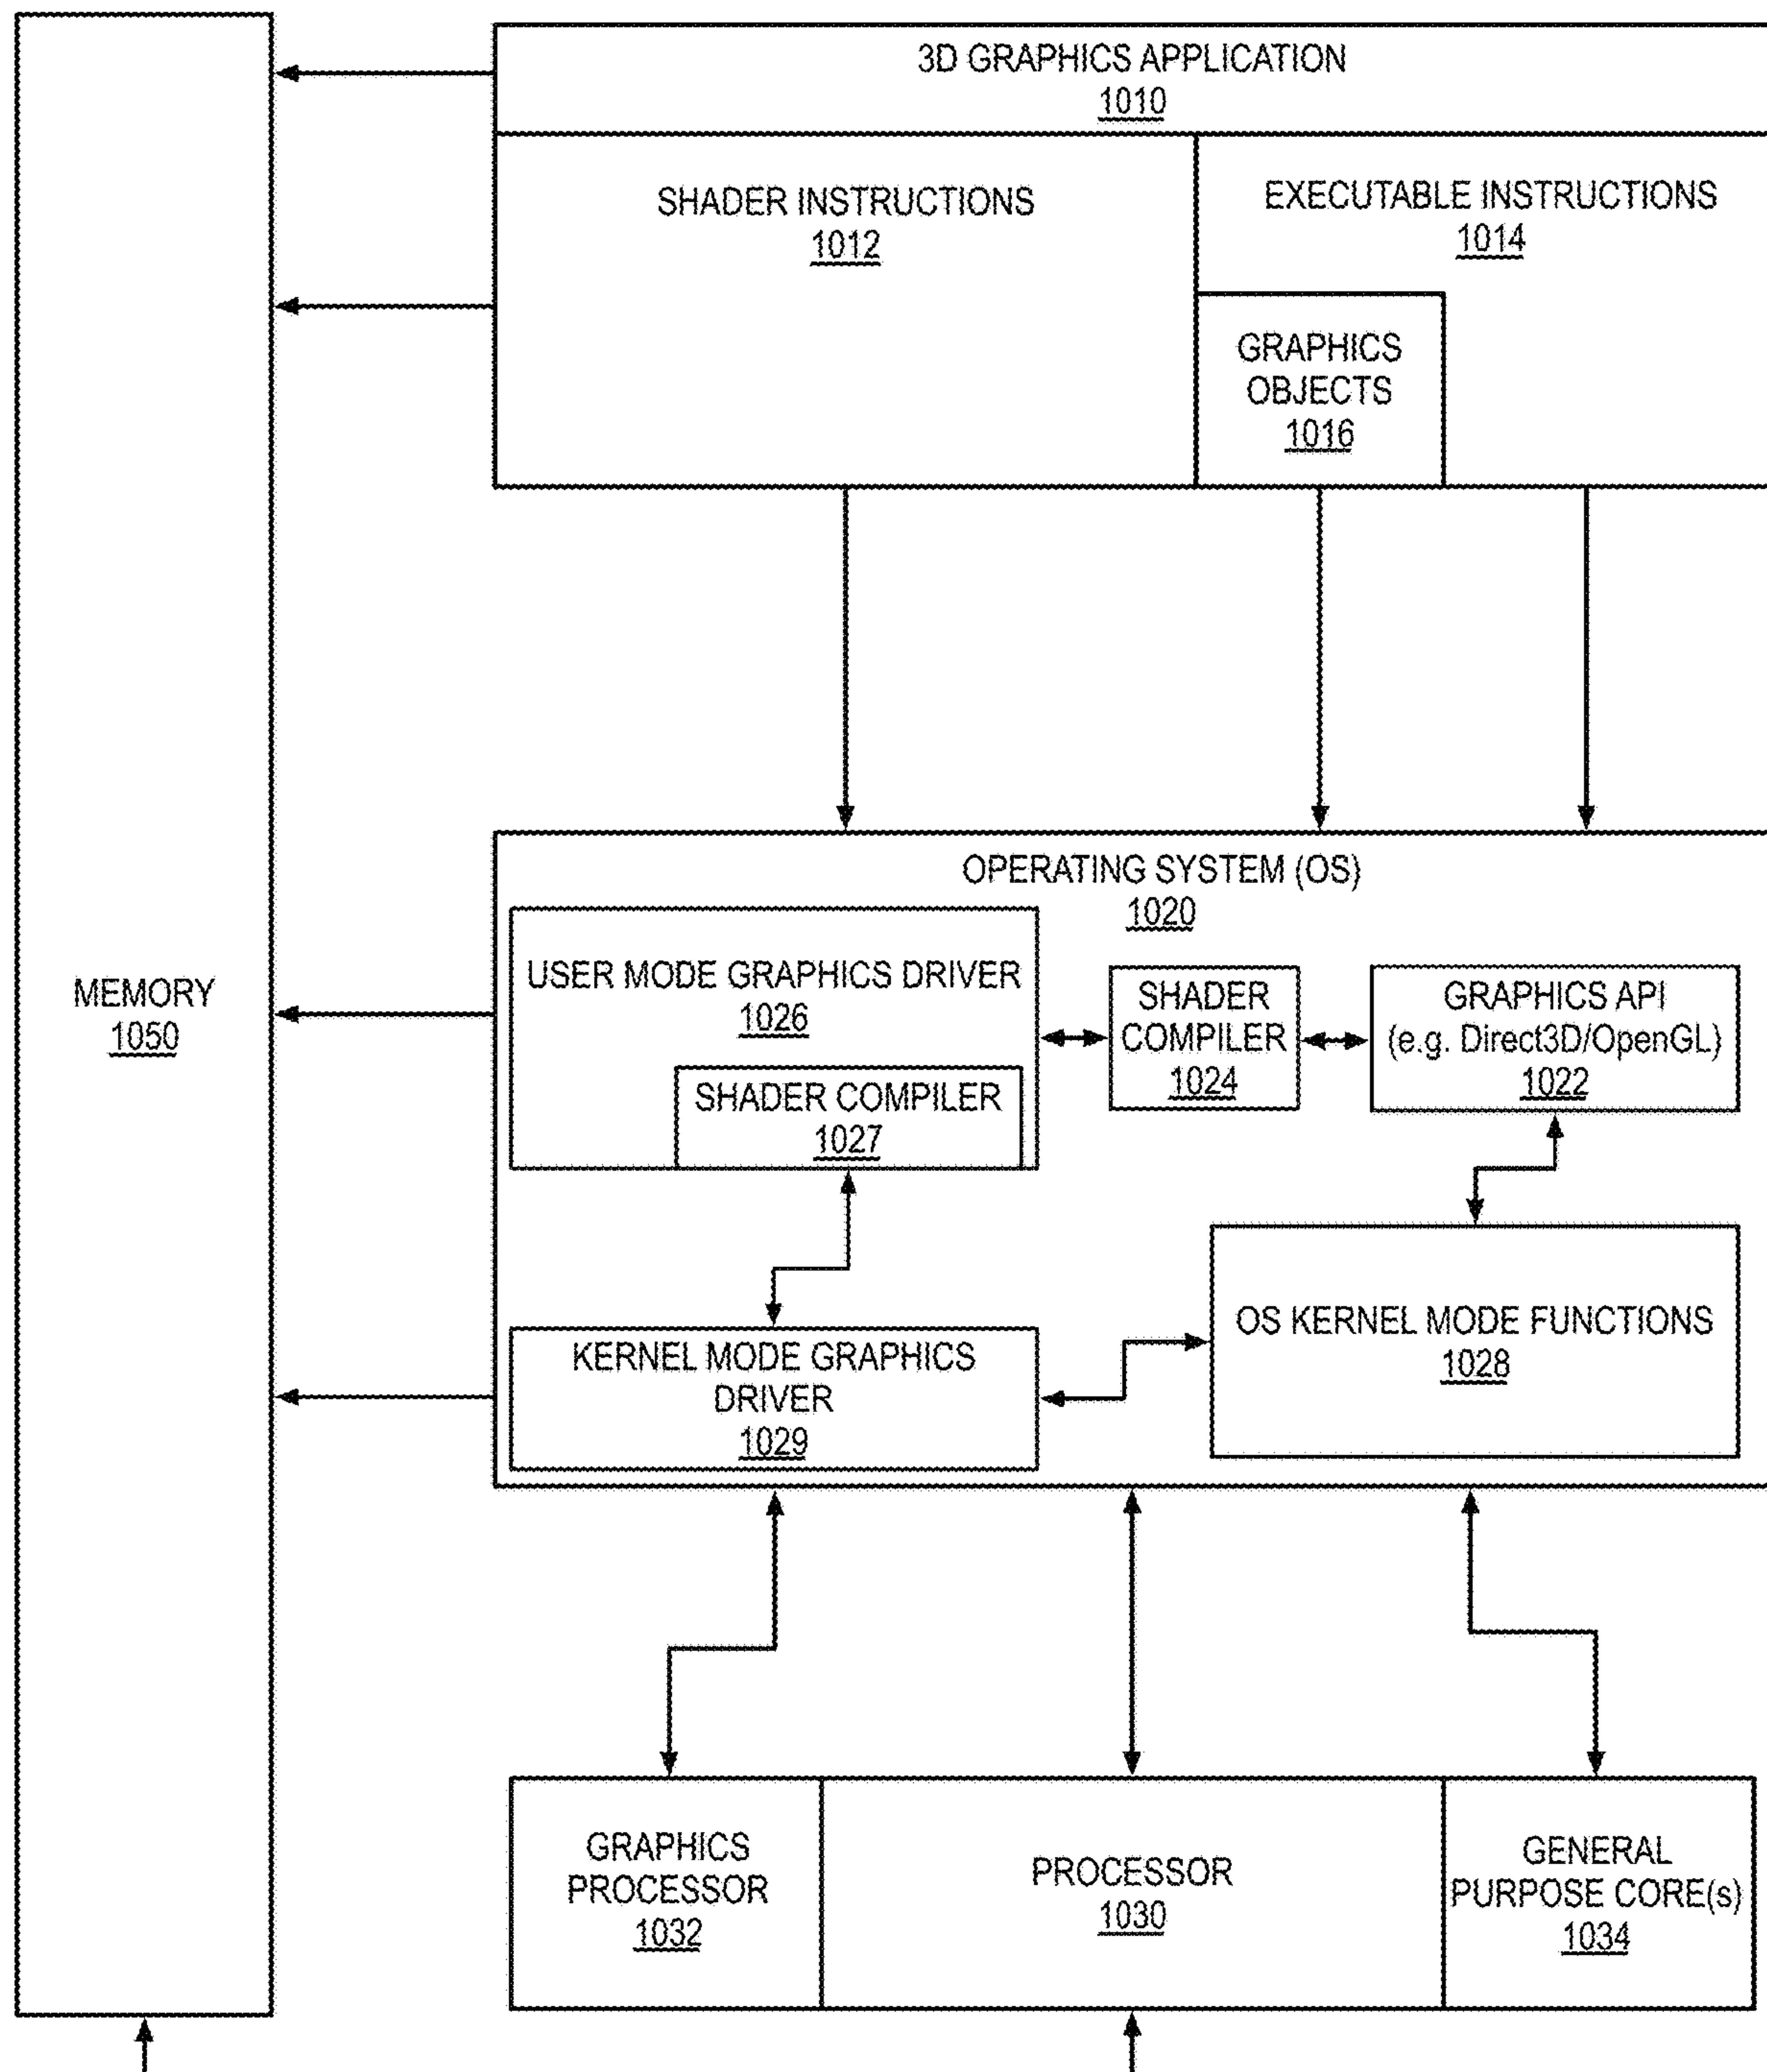 3D GRAPHICS APPLICATION
1010
SHADER INSTRUCTIONS
1012
EXECUTABLE INSTRUCTIONS
1014
GRAPHICS
OBJECTS
1016
OPERATING SYSTEM (OS)
1020
USER MODE GRAPHICS DRIVER
1026
SHADER COMPILER
1027
SHADER
COMPILER
1024
GRAPHICS API
(e.g. Direct3D/OpenGL)
1022
MEMORY
1050
KERNEL MODE GRAPHICS
DRIVER
1029
OS KERNEL MODE FUNCTIONS
1028
GRAPHICS
PROCESSOR
1032
PROCESSOR
1030
GENERAL
PURPOSE CORE(s)
1034